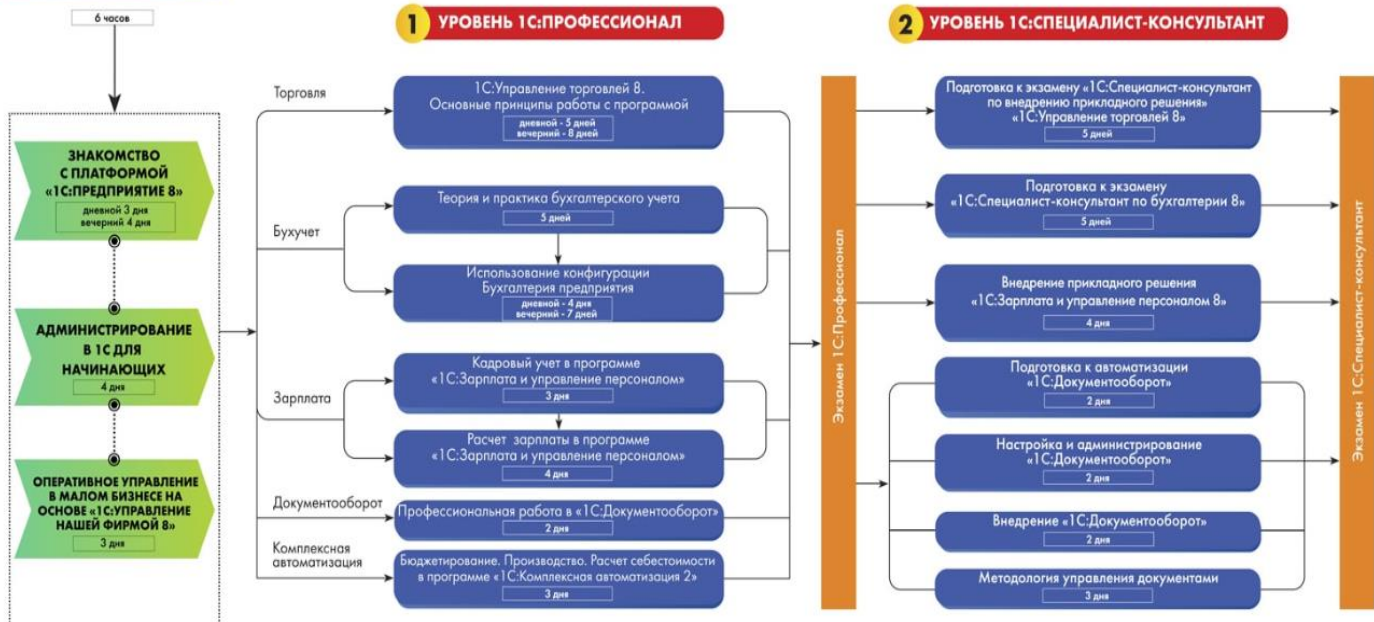 6 часов
ЗНАКОМСТВО
С ПЛАТФОРМОЙ
«1С:ПРЕДПРИЯТИЕ 8»
дневной 3 дня
вечерний 4 дня
АДМИНИСТРИРОВАНИЕ
В 1С ДЛЯ
НАЧИНАЮЩИХ
4 дня
ОПЕРАТИВНОЕ УПРАВЛЕНИЕ
В МАЛОМ БИЗНЕСЕ НА
ОСНОВЕ «1С:УПРАВЛЕНИЕ
НАШЕЙ ФИРМОЙ 8»
3 дня
1 УРОВЕНЬ 1С:ПРОФЕССИОНАЛ
Торговля
1С:Управление торговлей 8.
Основные принципы работы с программой
дневной - 5 дней
вечерний - 8 дней
Бухучет
Теория и практика бухгалтерского учета
5 дней
Использование конфигурации
Бухгалтерия предприятия
дневной - 4 дня
вечерний - 7 дней
Зарплата
Кадровый учет в программе
«1С:Зарплата и управление персоналом»
3 дня
Расчет зарплаты в программе
«1С:Зарплата и управление персоналом»
4 дня
Документооборот
Профессиональная работа в «1С:Документооборот»
2 дня
Комплексная
автоматизация
Бюджетирование. Производство. Расчет себестоимости
в программе «1С:Комплексная автоматизация 2»
3 дня
Экзамен 1С:Профессионал
2 УРОВЕНЬ 1С:СПЕЦИАЛИСТ-КОНСУЛЬТАНТ
Подготовка к экзамену «1С:Специалист-консультант
по внедрению прикладного решения»
«1С:Управление торговлей 8»
5 дней
Подготовка к экзамену
«1С:Специалист-консультант по бухгалтерии 8»
5 дней
Внедрение прикладного решения
«1С:Зарплата и управление персоналом 8»
4 дня
Подготовка к автоматизации
«1С:Документооборот»
2 дня
Настройка и администрирование
«1С:Документооборот»
2 дня
Внедрение «1С:Документооборот»
2 дня
Методология управления документами
3 дня
Экзамен 1С:Специалист-консультант